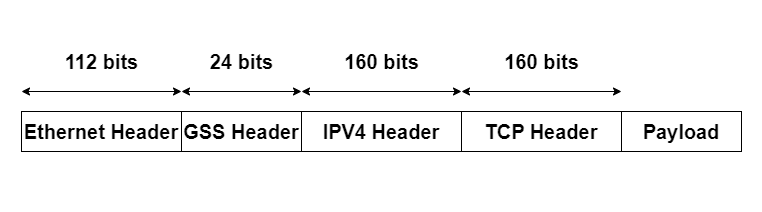 112 bits 24 bits 160 bits 160 bits
Ethernet Header GSS Header IPV4 Header TCP Header Payload